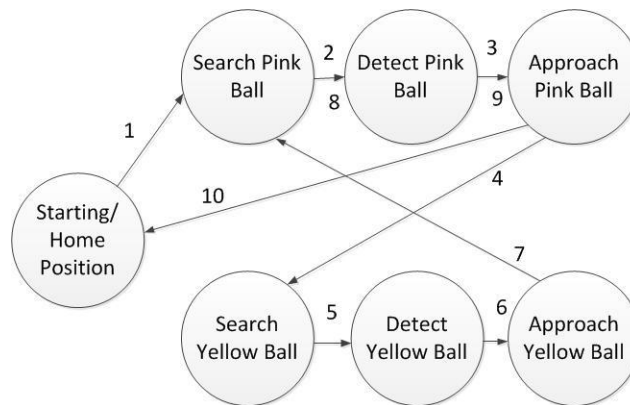 Search Pink
Ball
2
8
Detect Pink
Ball
3
9
Approach
Pink Ball
1
10
4
Starting/
Home
Position
7
Search
Yellow Ball
5
Detect
Yellow Ball
6
Approach
Yellow Ball